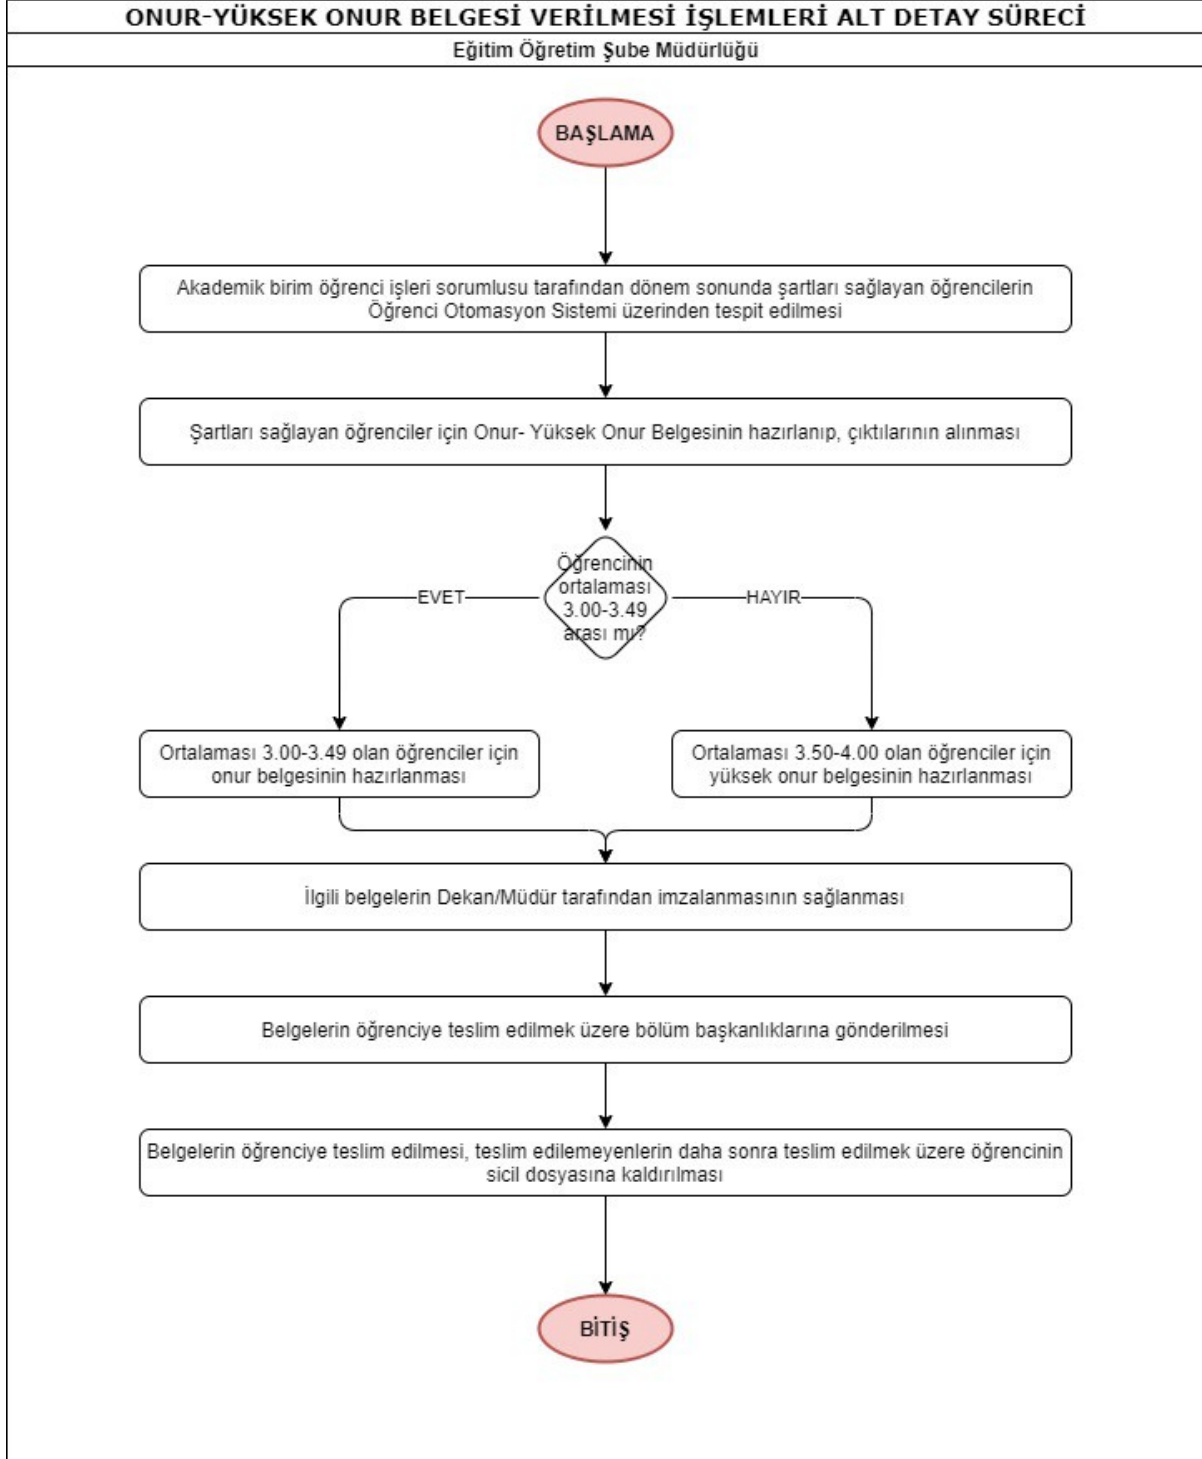 ONUR-YÜKSEK ONUR BELGESİ VERİLMESİ İŞLEMLERİ ALT DETAY SÜRECİ
Eğitim Öğretim Şube Müdürlüğü
BAŞLAMA
Akademik birim öğrenci işleri sorumlusu tarafından dönem sonunda şartları sağlayan öğrencilerin
Öğrenci Otomasyon Sistemi üzerinden tespit edilmesi
Şartları sağlayan öğrenciler için Onur- Yüksek Onur Belgesinin hazırlanıp, çıktılarının alınması
Öğrencinin
ortalaması
3.00-3.49
arası mı?
EVET
HAYIR
Ortalaması 3.00-3.49 olan öğrenciler için
onur belgesinin hazırlanması
Ortalaması 3.50-4.00 olan öğrenciler için
yüksek onur belgesinin hazırlanması
İlgili belgelerin Dekan/Müdür tarafından imzalanmasının sağlanması
Belgelerin öğrenciye teslim edilmek üzere bölüm başkanlıklarına gönderilmesi
Belgelerin öğrenciye teslim edilmesi, teslim edilemeyenlerin daha sonra teslim edilmek üzere öğrencinin
sicil dosyasına kaldırılması
BİTİŞ